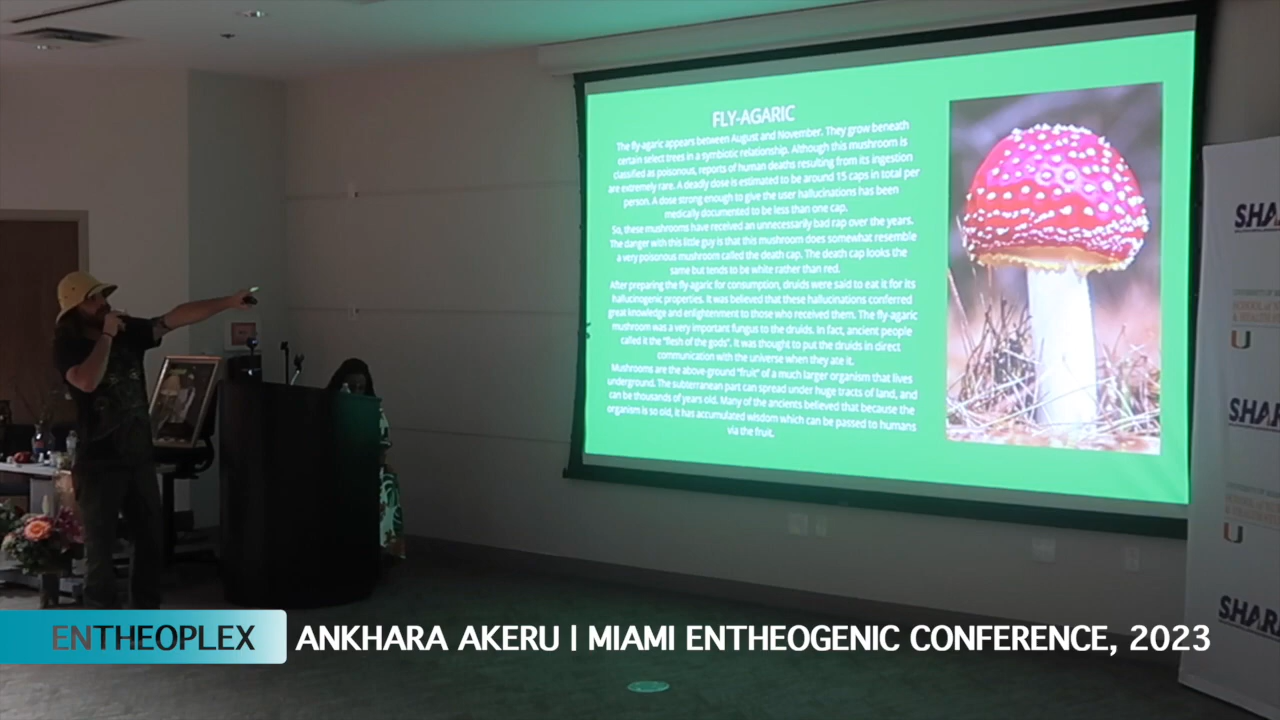 FLY-AGARIC
The fly-agaric appears between August and November. They grow beneath
certain select trees in a symbiotic relationship. Although this mushroom is
classified as poisonous, reports of human deaths resulting from its ingestion
are extremely rare. A deadly dose is estimated to be around 15 caps in total per
person. A dose strong enough to give the user hallucinations has been
medically documented to be less than one cap.
So, these mushrooms have received an unnecessarily bad rap over the years.
The danger with this little guy is that this mushroom does somewhat resemble
a very poisonous mushroom called the death cap. The death cap looks the
same but tends to be white rather than red.
After preparing the fly-agaric for consumption, druids were said to eat it for its
hallucinogenic properties. It was believed that these hallucinations conferred
great knowledge and enlightenment to those who received them. The fly-agaric
mushroom was a very important fungus to the druids. In fact, ancient people
called it the "flesh of the gods". It was thought to put the druids in direct
communication with the universe when they ate it.
Mushrooms are the above-ground "fruit" of a much larger organism that lives
underground. The subterranean part can spread under huge tracts of land, and
can be thousands of years old. Many of the ancients believed that because the
organism is so old, it has accumulated wisdom which can be passed to humans
via the fruit.
SHA
U
SHAR
U
SHARA
ENTHEOPLEX ANKHARA AKERU | MIAMI ENTHEOGENIC CONFERENCE, 2023